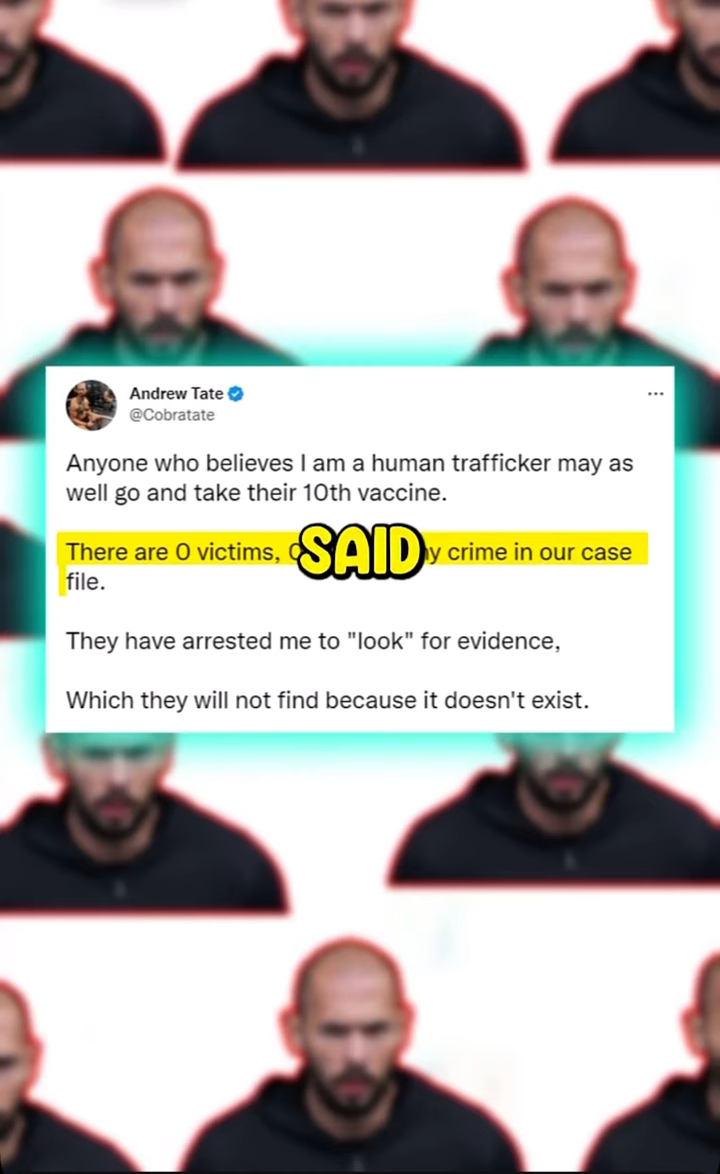 Andrew Tate
@Cobratate
Anyone who believes I am a human trafficker may as
well go and take their 10th vaccine.
There are 0 victims, SAID crime in our case
file.
They have arrested me to "look" for evidence,
Which they will not find because it doesn't exist.